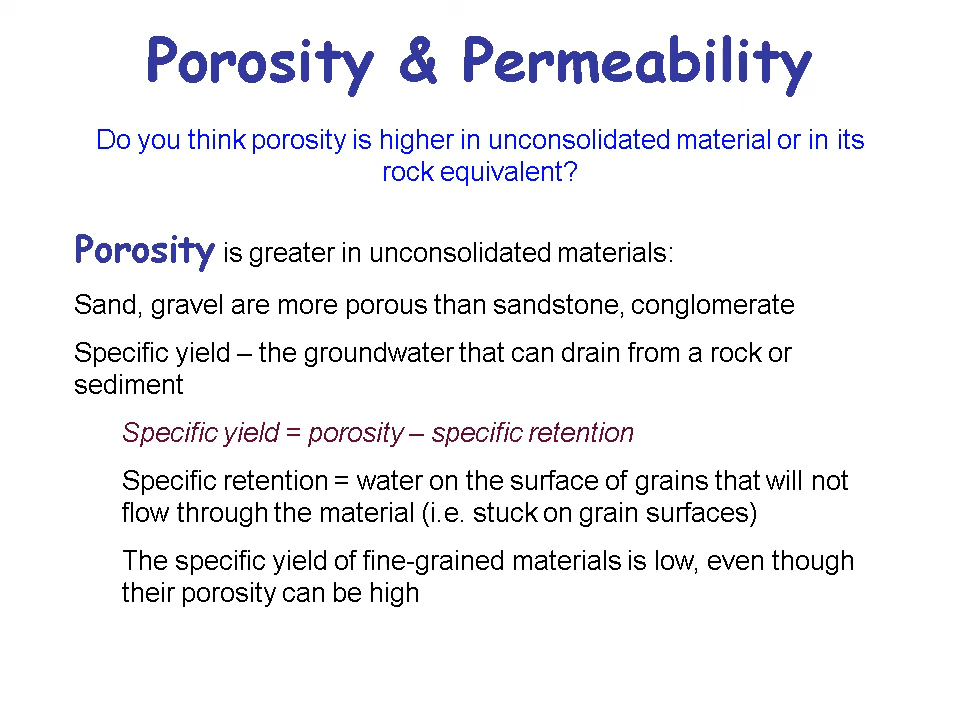 Porosity & Permeability
Do you think porosity is higher in unconsolidated material or in its
rock equivalent?
Porosity is greater in unconsolidated materials:
Sand, gravel are more porous than sandstone, conglomerate
Specific yield – the groundwater that can drain from a rock or
sediment
Specific yield = porosity – specific retention
Specific retention = water on the surface of grains that will not
flow through the material (i.e. stuck on grain surfaces)
The specific yield of fine-grained materials is low, even though
their porosity can be high